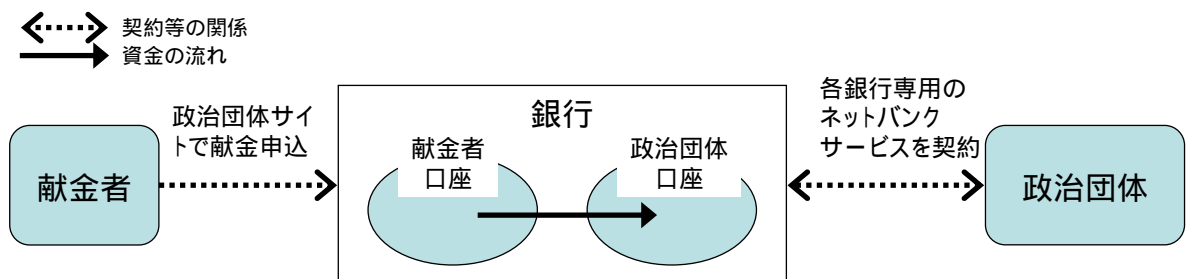 契約等の関係
資金の流れ
政治団体サイ
トで献金申込
献金者
銀行
献金者
口座
政治団体
口座
各銀行専用の
ネットバンク
サービスを契約
政治団体